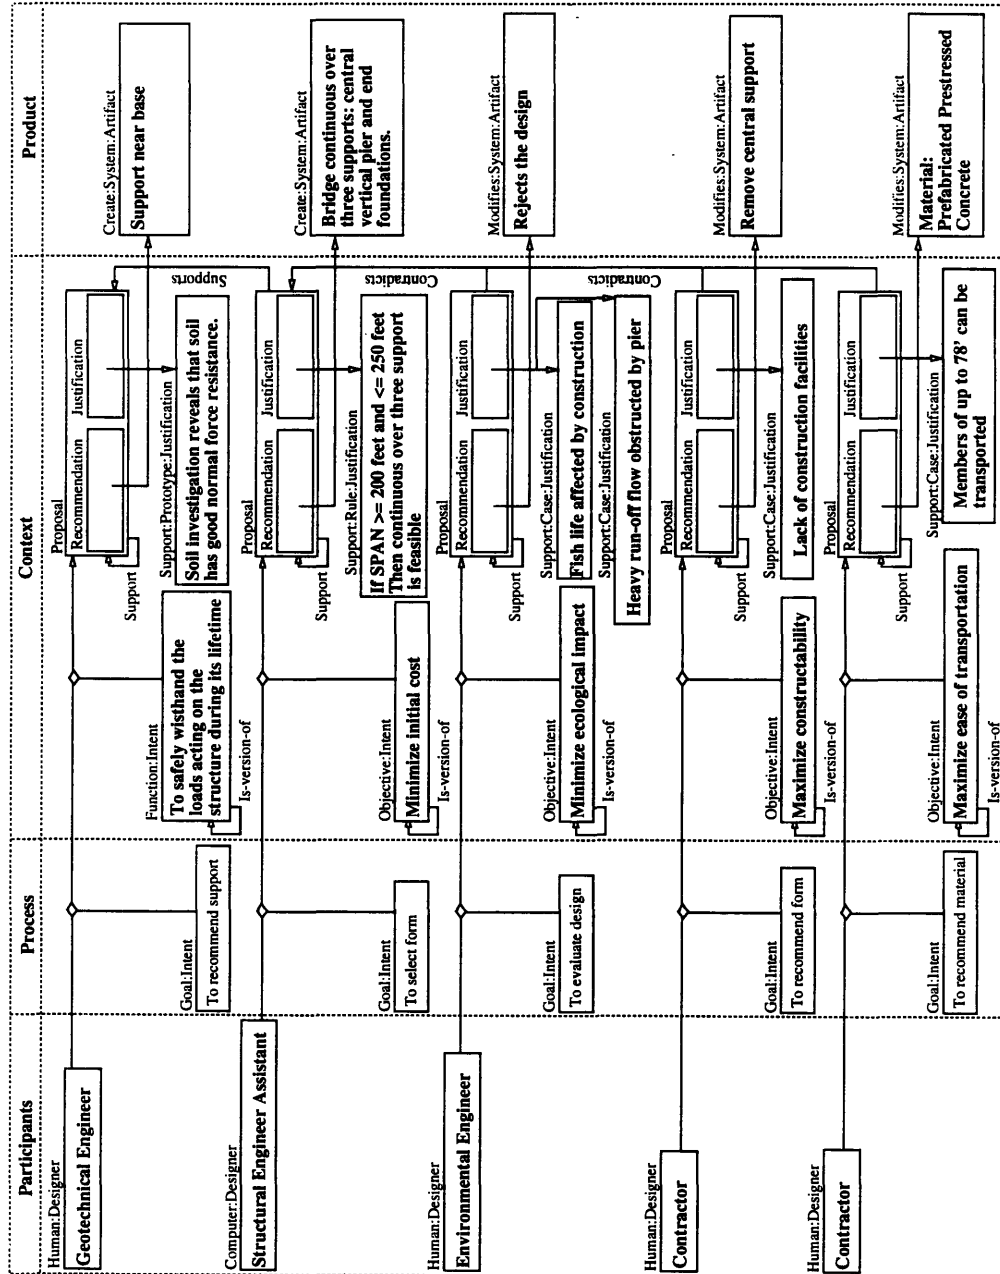 Participants
Process
Context
Product
Human:Designer
Geotechnical Engineer
Goal:Intent
To recommend support
Function:Intent
To safely wisthand the
loads acting on the
structure during its lifetime
Is-version-of
Proposal
Recommendation
Justification
Support
Support:Prototype:Justification
Soil investigation reveals that soil
has good normal force resistance.
Supports
Create:System:Artifact
Support near base
Computer:Designer
Structural Engineer Assistant
Goal:Intent
To select form
Objective:Intent
Minimize initial cost
Is-version-of
Proposal
Recommendation
Justification
Support
Support:Rule:Justification
If SPAN >= 200 feet and <= 250 feet
Then continuous over three support
is feasible
Contradicts
Create:System:Artifact
Bridge continuous over
three supports: central
vertical pier and end
foundations.
Human:Designer
Environmental Engineer
Goal:Intent
To evaluate design
Objective:Intent
Minimize ecological impact
Is-version-of
Proposal
Recommendation
Justification
Support
Support:Case:Justification
Fish life affected by construction
Support:Case:Justification
Heavy run-off flow obstructed by pier
Contradicts
Modifies:System:Artifact
Rejects the design
Human:Designer
Contractor
Goal:Intent
To recommend form
Objective:Intent
Maximize constructability
Is-version-of
Proposal
Recommendation
Justification
Support
Support:Case:Justification
Lack of construction facilities
Modifies:System:Artifact
Remove central support
Human:Designer
Contractor
Goal:Intent
To recommend material
Objective:Intent
Maximize ease of transportation
Is-version-of
Proposal
Recommendation
Justification
Support
Support:Case:Justification
Members of up to 78' can be
transported
Modifies:System:Artifact
Material:
Prefabricated Prestressed
Concrete